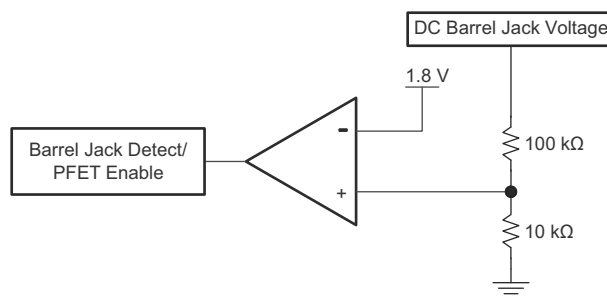 DC Barrel Jack Voltage
1.8 V
-
Barrel Jack Detect/
PFET Enable
100 kΩ
+
10 kΩ